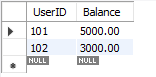 UserID Balance
101 5000.00
102 3000.00
NULL NULL